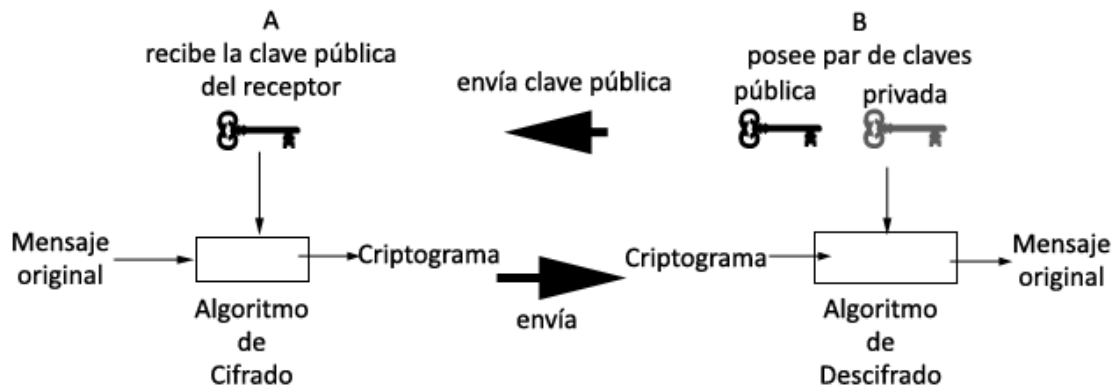 A
recibe la clave pública
del receptor
envía clave pública
B
posee par de claves
pública
privada
Mensaje
original
Criptograma
Algoritmo
de
Cifrado
envía
Criptograma
Mensaje
original
Algoritmo
de
Descifrado